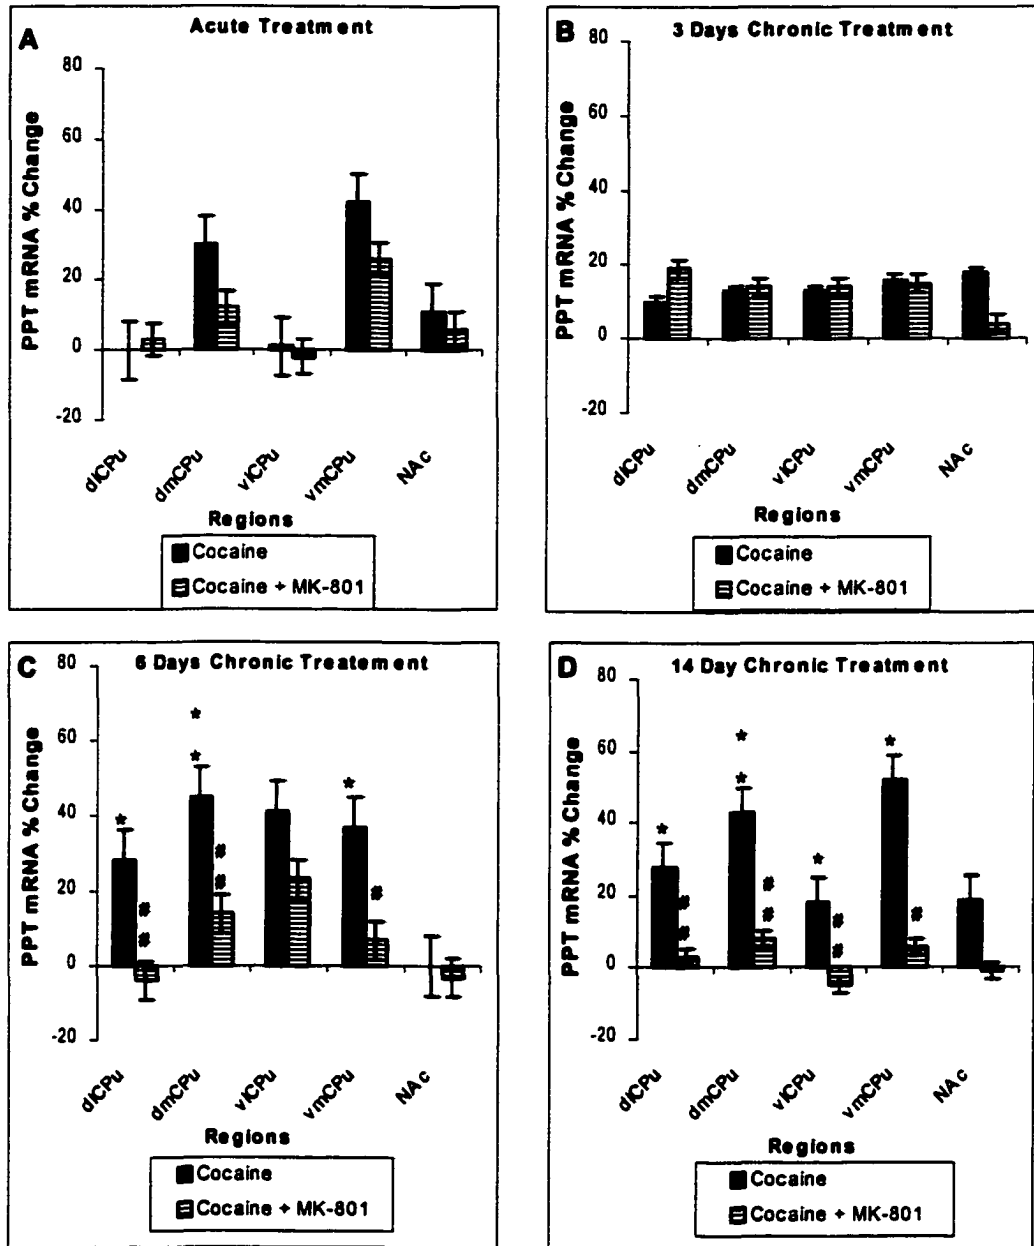 A
Acute Treatment
PPT mRNA % Change
80
60
40
20
0
-20
dlCPu
dmCPu
vlCPu
vmCPu
NAc
Regions
Cocaine
Cocaine + MK-801
B
3 Days Chronic Treatment
PPT mRNA % Change
80
60
40
20
0
-20
dlCPu
dmCPu
vlCPu
vmCPu
NAc
Regions
Cocaine
Cocaine + MK-801
C
6 Days Chronic Treatement
PPT mRNA % Change
80
60
40
20
0
-20
*
* *
*
# #
# #
#
dlCPu
dmCPu
vlCPu
vmCPu
NAc
Regions
Cocaine
Cocaine + MK-801
D
14 Day Chronic Treatment
PPT mRNA % Change
80
60
40
20
0
-20
*
* *
*
*
# #
# #
# #
#
dlCPu
dmCPu
vlCPu
vmCPu
NAc
Regions
Cocaine
Cocaine + MK-801